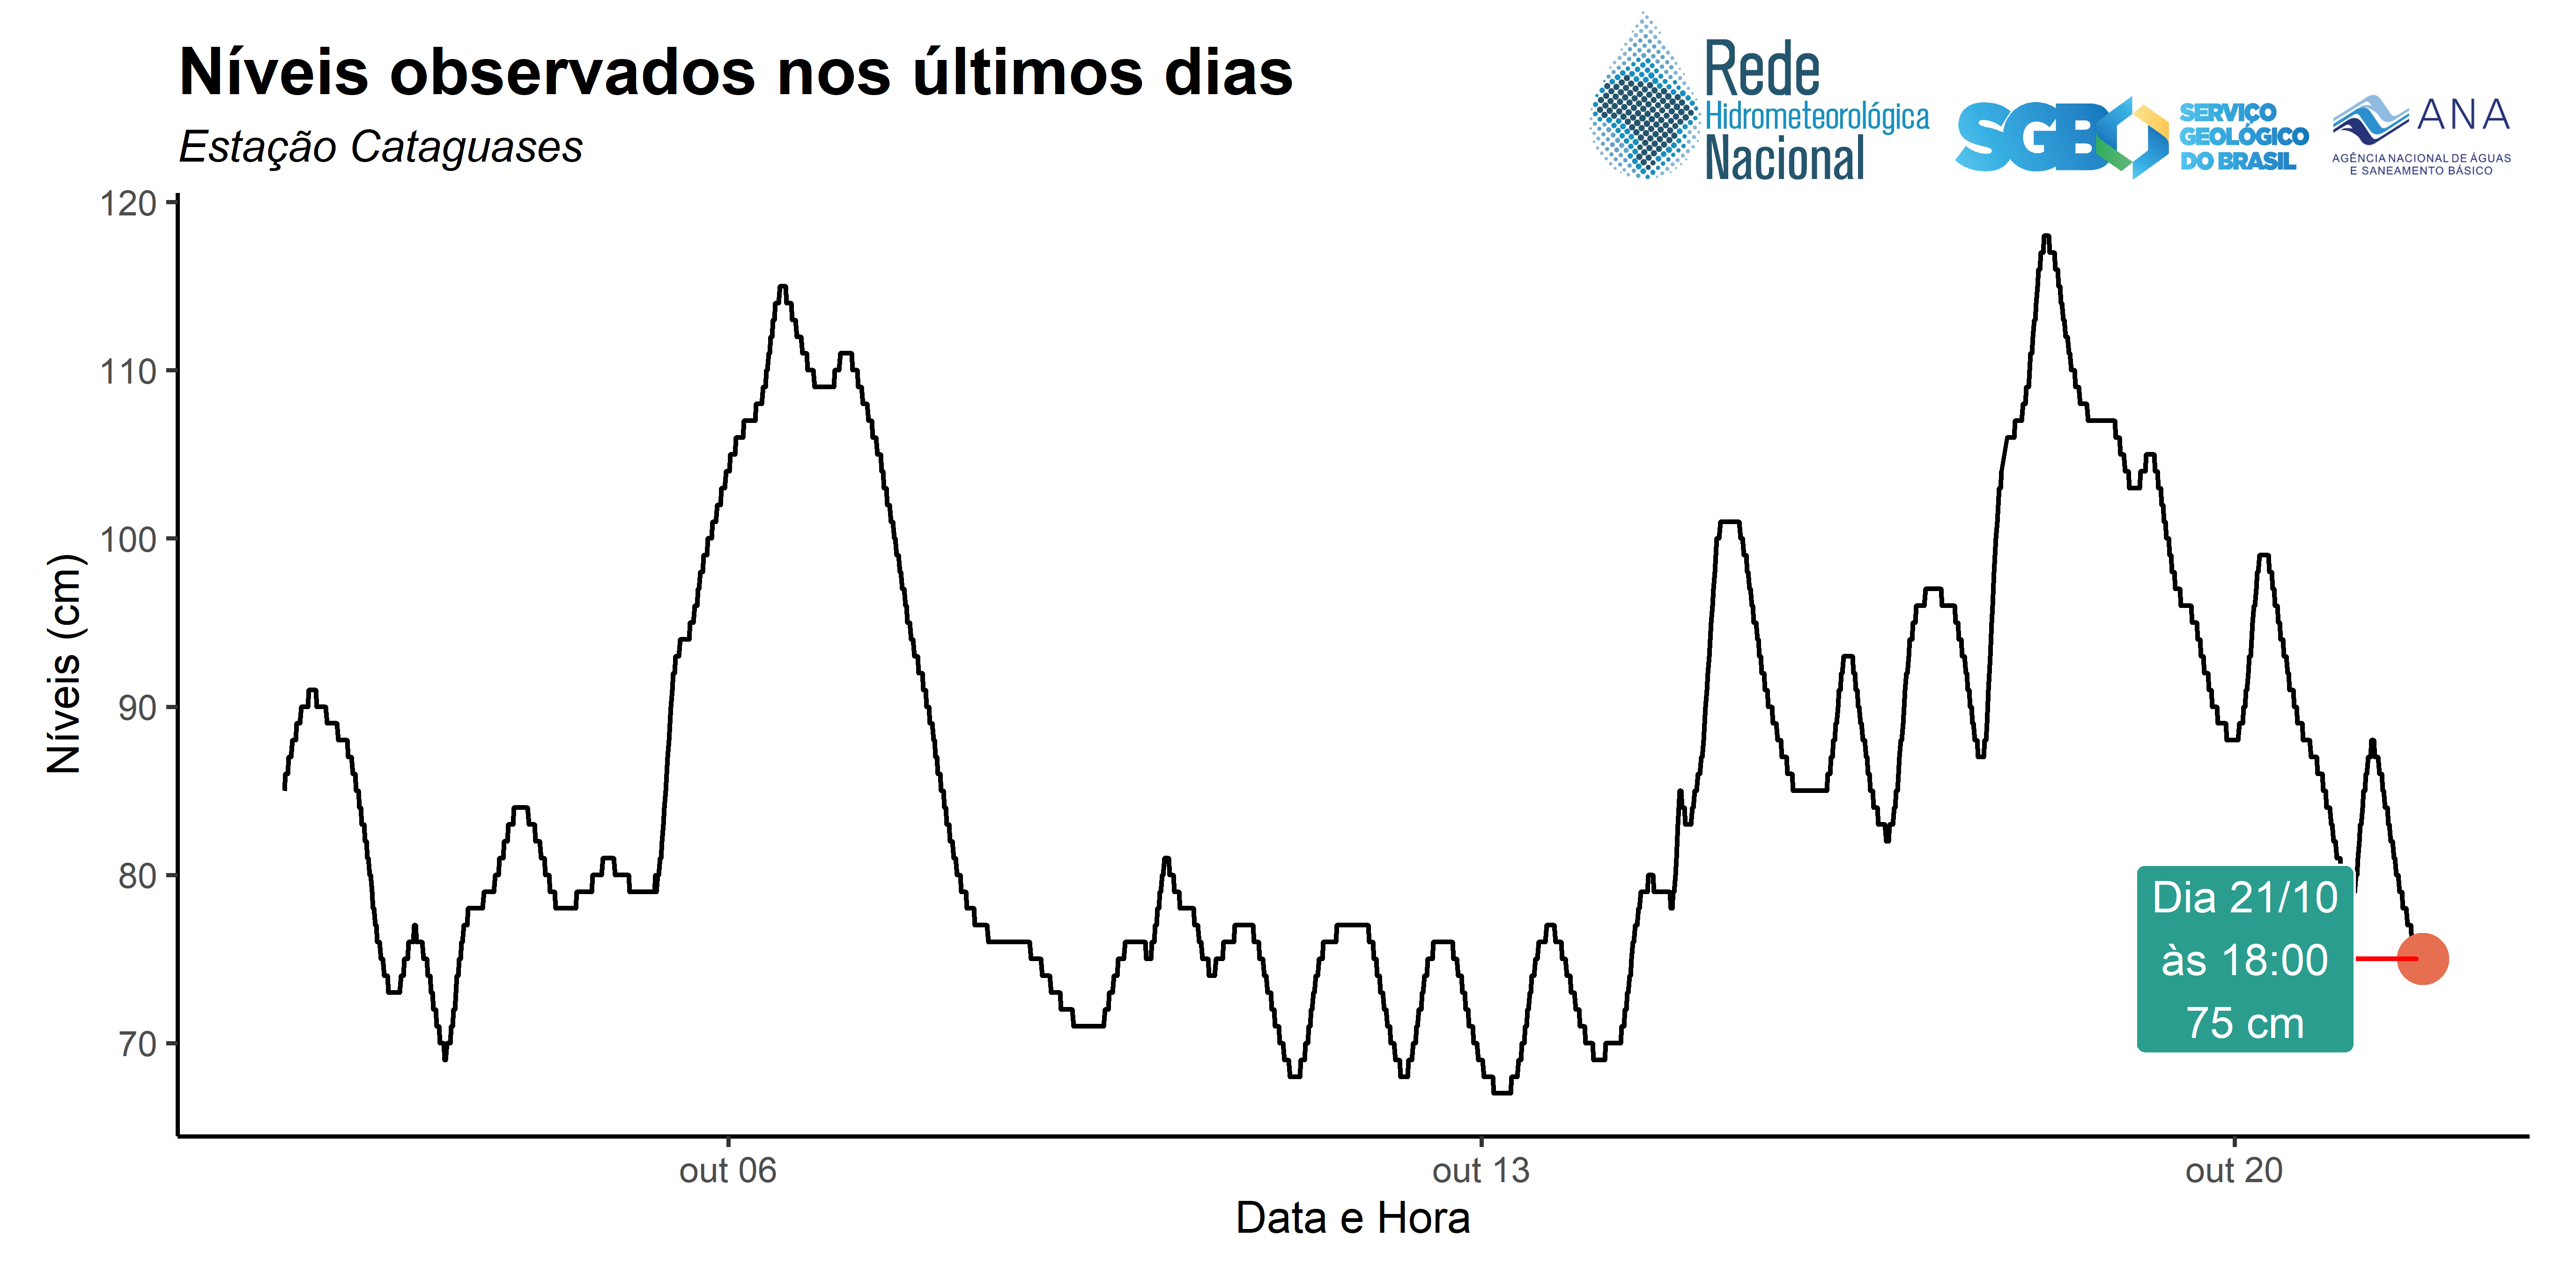 Níveis observados nos últimos dias
Estação Cataguases
Rede
Hidrometeorológica
Nacional
SGB
SERVIÇO
GEOLÓGICO
DO BRASIL
ANA
AGÊNCIA NACIONAL DE ÁGUAS
E SANEAMENTO BÁSICO
120
110
100
90
80
70
Níveis (cm)
Dia 21/10
às 18:00
75 cm
out 06
out 13
out 20
Data e Hora